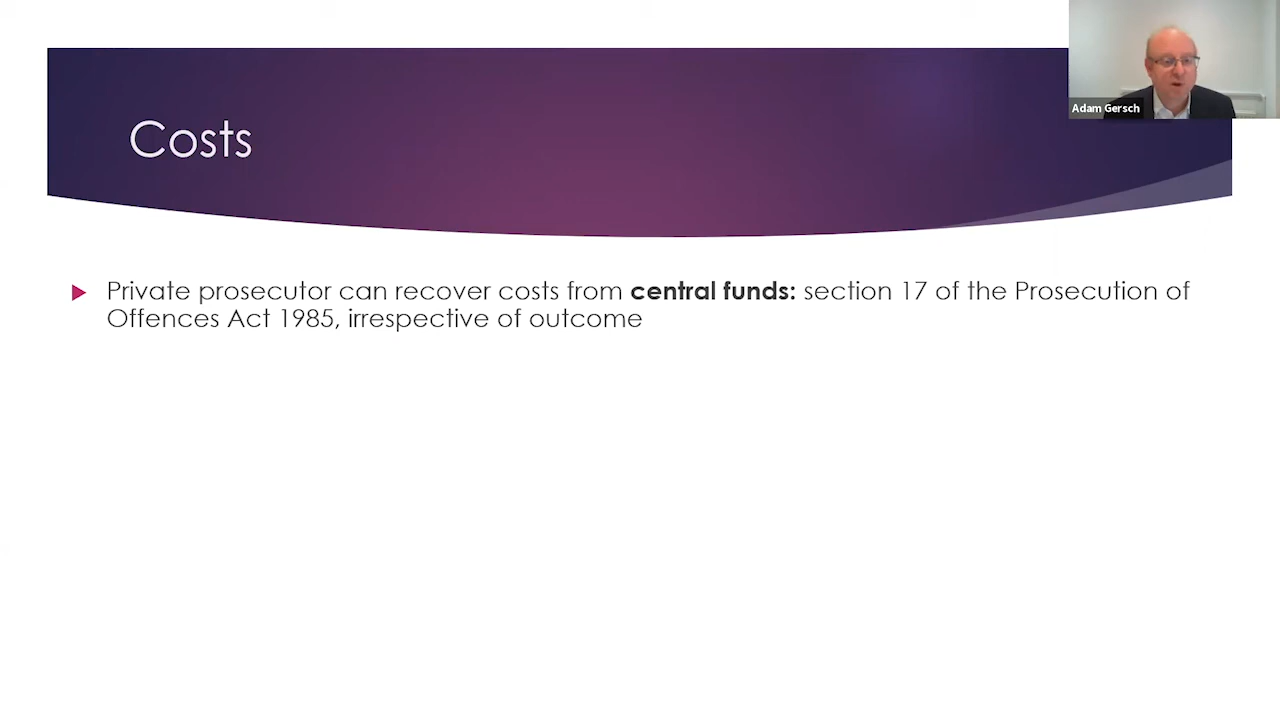 Costs
Adam Gersch
Private prosecutor can recover costs from central funds: section 17 of the Prosecution of
Offences Act 1985, irrespective of outcome